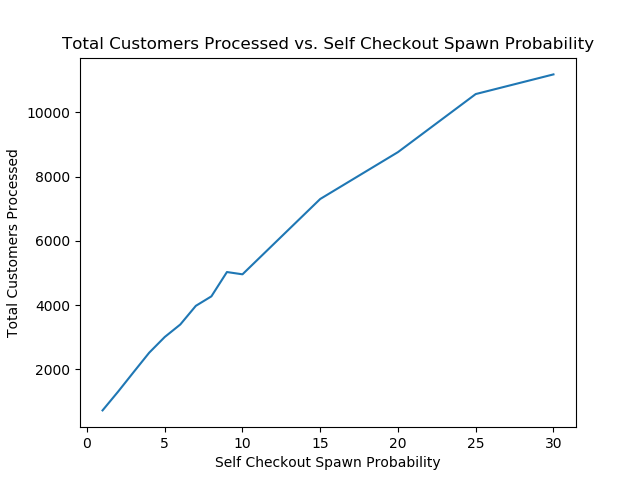 Total Customers Processed vs. Self Checkout Spawn Probability
Total Customers Processed
10000
8000
6000
4000
2000
0 5 10 15 20 25 30
Self Checkout Spawn Probability